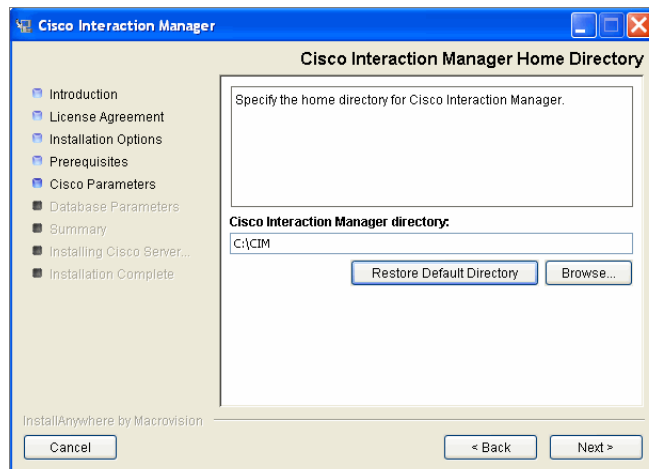 Cisco Interaction Manager
Cisco Interaction Manager Home Directory
Introduction
License Agreement
Installation Options
Prerequisites
Cisco Parameters
Database Parameters
Summary
Installing Cisco Server...
Installation Complete
Specify the home directory for Cisco Interaction Manager.
Cisco Interaction Manager directory:
C:\CIM
Restore Default Directory
Browse...
InstallAnywhere by Macrovision
Cancel
< Back
Next >